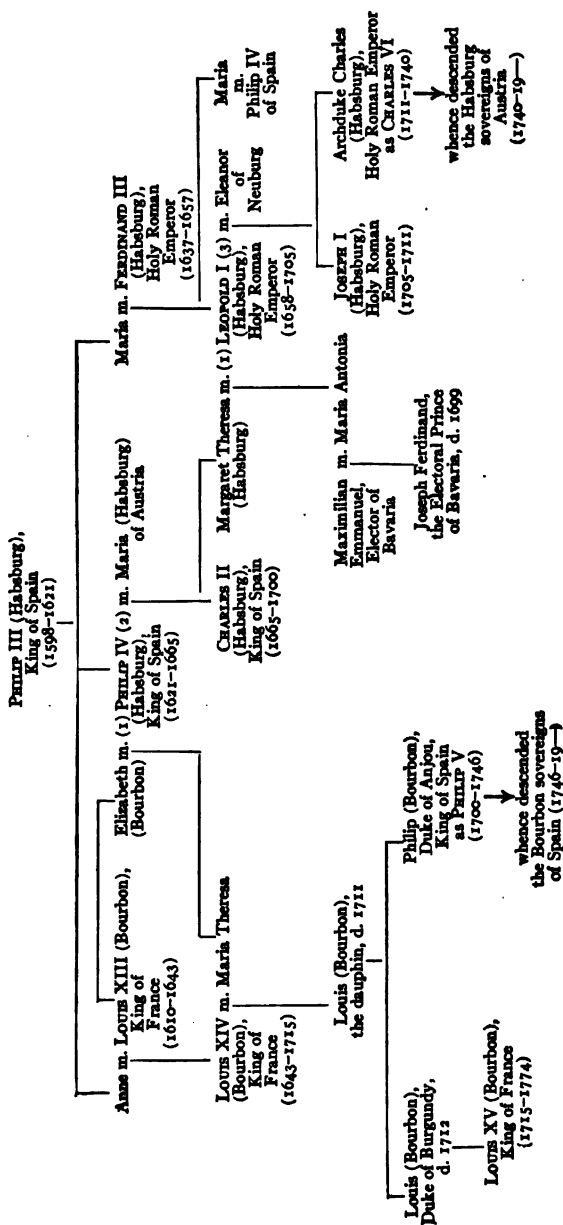 PHILIP III (Habsburg),
King of Spain
(1598-1621)
Anne m. LOUIS XIII (Bourbon),
King of
France
(1610-1643)
Elizabeth m. (1) PHILIP IV (2) m. Maria (Habsburg)
(Bourbon)
(Habsburg),
King of Spain
(1621-1665)
of Austria
Maria m. FERDINAND III
(Habsburg),
Holy Roman
Emperor
(1637-1657)
LOUIS XIV m. Maria Theresa
(Bourbon),
King of
France
(1643-1715)
CHARLES II
(Habsburg),
King of Spain
(1665-1700)
Margaret Theresa m. (1) LEOPOLD I (3) m. Eleanor
(Habsburg)
(Habsburg),
Holy Roman
Emperor
(1658-1705)
of
Neuburg
Maria
m.
Philip IV
of Spain
Louis (Bourbon),
the dauphin, d. 1711
Maximilian m. Maria Antonia
Emmanuel,
Elector of
Bavaria
JOSEPH I
(Habsburg),
Holy Roman
Emperor
(1705-1711)
Archduke Charles
(Habsburg),
Holy Roman Emperor
as CHARLES VI
(1711-1740)
Louis (Bourbon),
Duke of Burgundy,
d. 1712
Philip (Bourbon),
Duke of Anjou,
King of Spain
as PHILIP V
(1700-1746)
Joseph Ferdinand,
the Electoral Prince
of Bavaria, d. 1699
whence descended
the Habsburg
sovereigns of
Austria
(1740-19—)
LOUIS XV (Bourbon),
King of France
(1715-1774)
whence descended
the Bourbon sovereigns
of Spain (1746-19—)